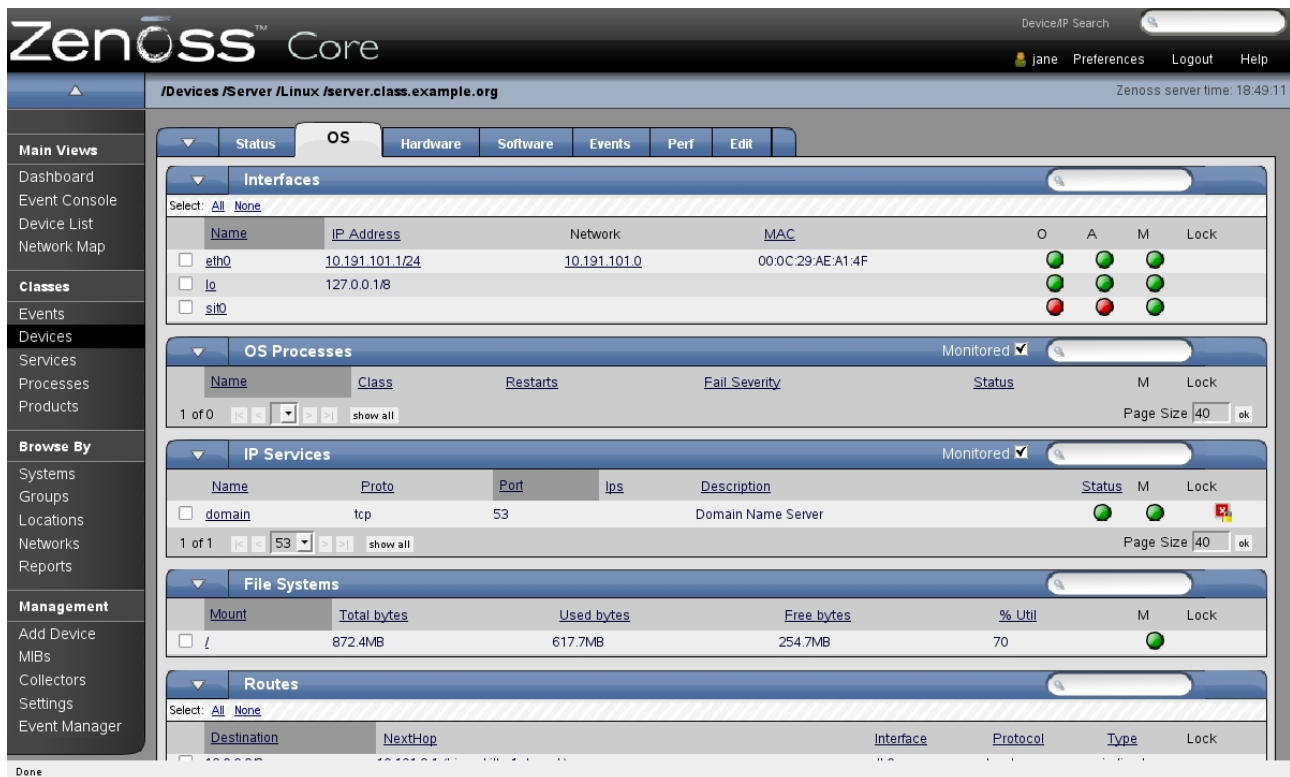 Zenoss™ Core
Device/IP Search
jane Preferences Logout Help
/Devices /Server /Linux /server.class.example.org
Zenoss server time: 18:49:11
Main Views
Dashboard
Event Console
Device List
Network Map
Classes
Events
Devices
Services
Processes
Products
Browse By
Systems
Groups
Locations
Networks
Reports
Management
Add Device
MIBs
Collectors
Settings
Event Manager
Status OS Hardware Software Events Perf Edit
Interfaces
Select: All None
Name IP Address Network MAC O A M Lock
eth0 10.191.101.1/24 10.191.101.0 00:0C:29:AE:A1:4F
lo 127.0.0.1/8
sit0
OS Processes Monitored
Name Class Restarts Fail Severity Status M Lock
1 of 0 |< < > >| show all Page Size 40 ok
IP Services Monitored
Name Proto Port Ips Description Status M Lock
domain tcp 53 Domain Name Server
1 of 1 |< < 53 > >| show all Page Size 40 ok
File Systems
Mount Total bytes Used bytes Free bytes % Util M Lock
/ 872.4MB 617.7MB 254.7MB 70
Routes
Select: All None
Destination NextHop Interface Protocol Type Lock
Done